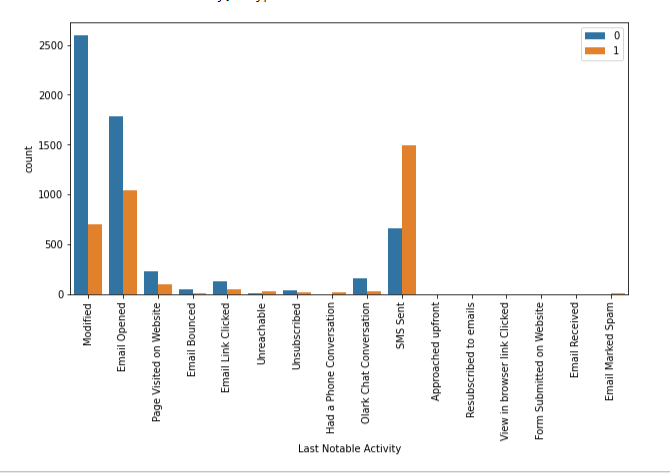 2500
2000
1500
1000
500
0
count
0
1
Modified
Email Opened
Page Visited on Website
Email Bounced
Email Link Clicked
Unreachable
Unsubscribed
Had a Phone Conversation
Olark Chat Conversation
SMS Sent
Approached upfront
Resubscribed to emails
View in browser link Clicked
Form Submitted on Website
Email Received
Email Marked Spam
Last Notable Activity